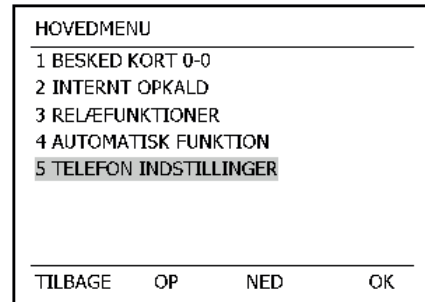 HOVEDMENU
1 BESKED KORT 0-0
2 INTERNT OPKALD
3 RELÆFUNKTIONER
4 AUTOMATISK FUNKTION
5 TELEFON INDSTILLINGER
TILBAGE OP NED OK